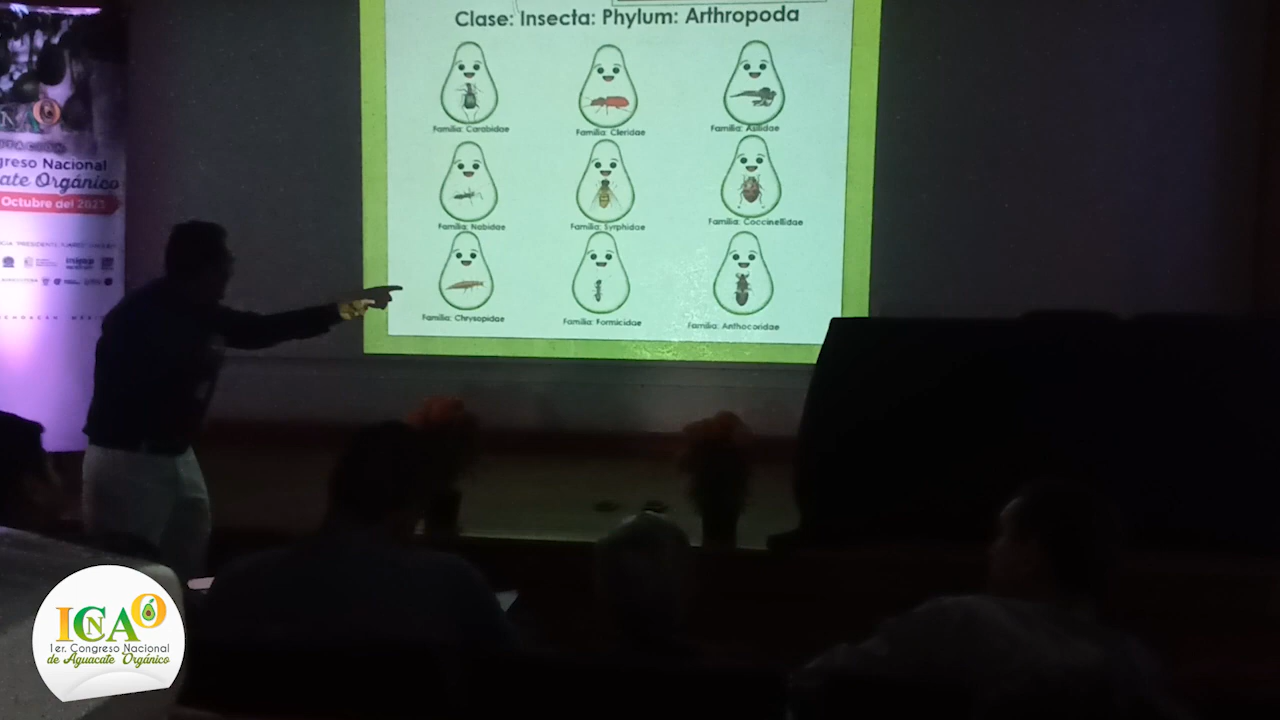 Clase: Insecta: Phylum: Arthropoda
Familia: Carabidae
Familia: Cleridae
Familia: Asilidae
Familia: Nabidae
Familia: Syrphidae
Familia: Coccinellidae
Familia: Chrysopidae
Familia: Formicidae
Familia: Anthocoridae
greso Nacional
ate Orgánico
Octubre del 2023
ICNAO
1er. Congreso Nacional
de Aguacate Orgánico